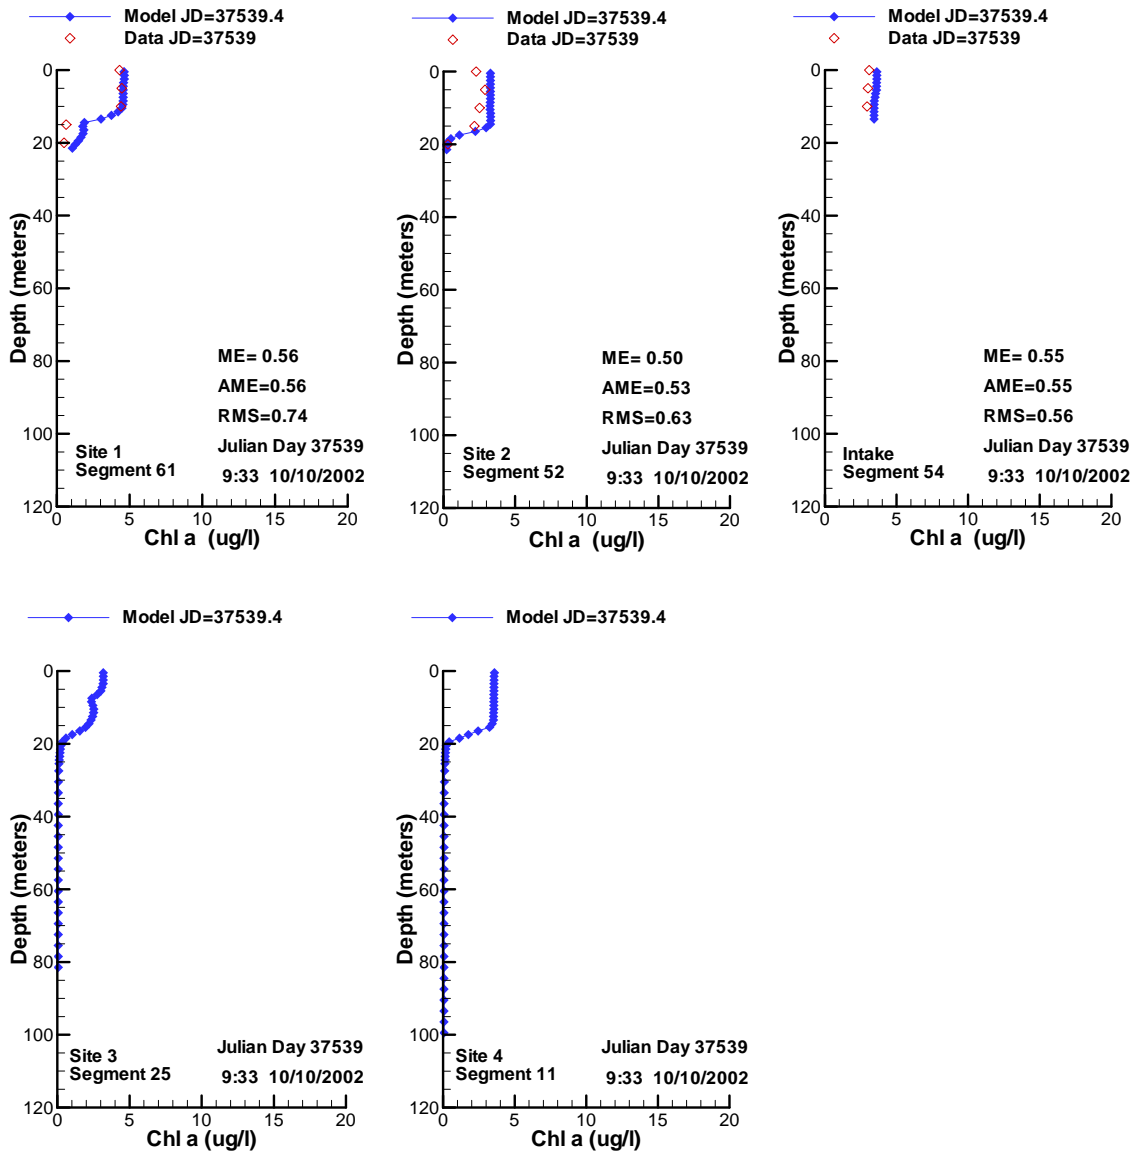 Model JD=37539.4
Data JD=37539
0
20
40
60
80
100
120
0 5 10 15 20
Depth (meters)
Chl a (ug/l)
ME= 0.56
AME=0.56
RMS=0.74
Site 1
Segment 61
Julian Day 37539
9:33 10/10/2002
Model JD=37539.4
Data JD=37539
0
20
40
60
80
100
120
0 5 10 15 20
Depth (meters)
Chl a (ug/l)
ME= 0.50
AME=0.53
RMS=0.63
Site 2
Segment 52
Julian Day 37539
9:33 10/10/2002
Model JD=37539.4
Data JD=37539
0
20
40
60
80
100
120
0 5 10 15 20
Depth (meters)
Chl a (ug/l)
ME= 0.55
AME=0.55
RMS=0.56
Intake
Segment 54
Julian Day 37539
9:33 10/10/2002
Model JD=37539.4
0
20
40
60
80
100
120
0 5 10 15 20
Depth (meters)
Chl a (ug/l)
Site 3
Segment 25
Julian Day 37539
9:33 10/10/2002
Model JD=37539.4
0
20
40
60
80
100
120
0 5 10 15 20
Depth (meters)
Chl a (ug/l)
Site 4
Segment 11
Julian Day 37539
9:33 10/10/2002